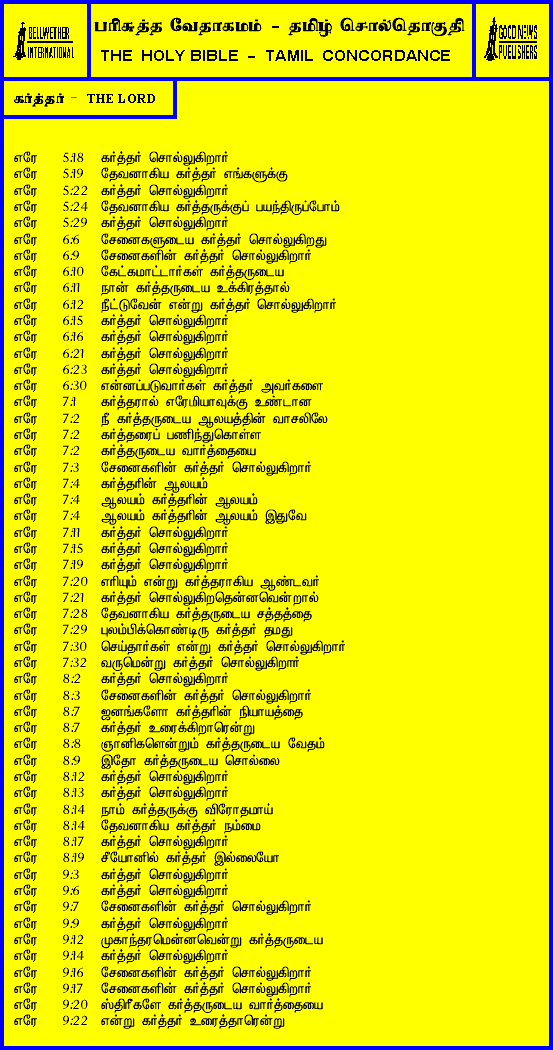 BELLWETHER
INTERNATIONAL
பரிசுத்த வேதாகமம் - தமிழ் சொல்தொகுதி
THE HOLY BIBLE - TAMIL CONCORDANCE
GOOD NEWS
PUBLISHERS
கர்த்தர் - THE LORD
எரே 5:18 கர்த்தர் சொல்லுகிறார்
எரே 5:19 தேவனாகிய கர்த்தர் எங்களுக்கு
எரே 5:22 கர்த்தர் சொல்லுகிறார்
எரே 5:24 தேவனாகிய கர்த்தருக்குப் பயந்திருப்போம்
எரே 5:29 கர்த்தர் சொல்லுகிறார்
எரே 6:6 சேனைகளுடைய கர்த்தர் சொல்லுகிறது
எரே 6:9 சேனைகளின் கர்த்தர் சொல்லுகிறார்
எரே 6:10 கேட்கமாட்டார்கள் கர்த்தருடைய
எரே 6:11 நான் கர்த்தருடைய உக்கிரத்தால்
எரே 6:12 நீட்டுவேன் என்று கர்த்தர் சொல்லுகிறார்
எரே 6:15 கர்த்தர் சொல்லுகிறார்
எரே 6:16 கர்த்தர் சொல்லுகிறார்
எரே 6:21 கர்த்தர் சொல்லுகிறார்
எரே 6:23 கர்த்தர் சொல்லுகிறார்
எரே 6:30 என்னப்படுவார்கள் கர்த்தர் அவர்களை
எரே 7:1 கர்த்தரால் எரேமியாவுக்கு உண்டான
எரே 7:2 நீ கர்த்தருடைய ஆலயத்தின் வாசலிலே
எரே 7:2 கர்த்தரைப் பணிந்துகொள்ள
எரே 7:2 கர்த்தருடைய வார்த்தையை
எரே 7:3 சேனைகளின் கர்த்தர் சொல்லுகிறார்
எரே 7:4 கர்த்தரின் ஆலயம்
எரே 7:4 ஆலயம் கர்த்தரின் ஆலயம்
எரே 7:4 ஆலயம் கர்த்தரின் ஆலயம் இதுவே
எரே 7:11 கர்த்தர் சொல்லுகிறார்
எரே 7:15 கர்த்தர் சொல்லுகிறார்
எரே 7:19 கர்த்தர் சொல்லுகிறார்
எரே 7:20 எரியும் என்று கர்த்தராகிய ஆண்டவர்
எரே 7:21 கர்த்தர் சொல்லுகிறதென்னவென்றால்
எரே 7:28 தேவனாகிய கர்த்தருடைய சத்தத்தை
எரே 7:29 புலம்பிக்கொண்டிரு கர்த்தர் தமது
எரே 7:30 செய்தார்கள் என்று கர்த்தர் சொல்லுகிறார்
எரே 7:32 வருமென்று கர்த்தர் சொல்லுகிறார்
எரே 8:2 கர்த்தர் சொல்லுகிறார்
எரே 8:3 சேனைகளின் கர்த்தர் சொல்லுகிறார்
எரே 8:7 ஜனங்களோ கர்த்தரின் நியாயத்தை
எரே 8:7 கர்த்தர் உரைக்கிறாரென்று
எரே 8:8 ஞானிகளென்றும் கர்த்தருடைய வேதம்
எரே 8:9 இதோ கர்த்தருடைய சொல்லை
எரே 8:12 கர்த்தர் சொல்லுகிறார்
எரே 8:13 கர்த்தர் சொல்லுகிறார்
எரே 8:14 நாம் கர்த்தருக்கு விரோதமாய்
எரே 8:14 தேவனாகிய கர்த்தர் நம்மை
எரே 8:17 கர்த்தர் சொல்லுகிறார்
எரே 8:19 சீயோனில் கர்த்தர் இல்லையோ
எரே 9:3 கர்த்தர் சொல்லுகிறார்
எரே 9:6 கர்த்தர் சொல்லுகிறார்
எரே 9:7 சேனைகளின் கர்த்தர் சொல்லுகிறார்
எரே 9:9 கர்த்தர் சொல்லுகிறார்
எரே 9:12 முகாந்தரமென்னவென்று கர்த்தருடைய
எரே 9:14 கர்த்தர் சொல்லுகிறார்
எரே 9:16 சேனைகளின் கர்த்தர் சொல்லுகிறார்
எரே 9:17 சேனைகளின் கர்த்தர் சொல்லுகிறார்
எரே 9:20 ஸ்திரீகளே கர்த்தருடைய வார்த்தையை
எரே 9:22 என்று கர்த்தர் உரைத்தாரென்று